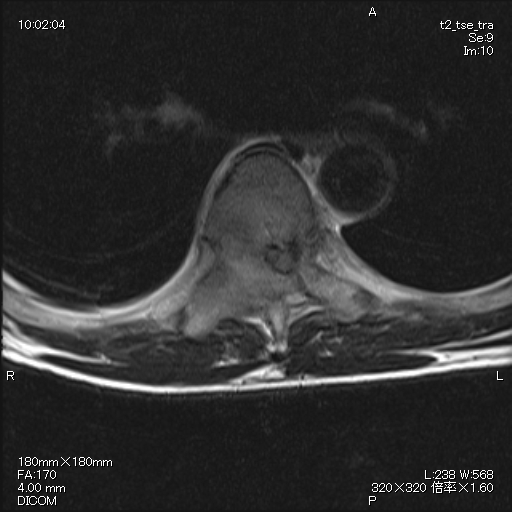 10:02:04
A
t2_tse_tra
Se:9
Im:10
R
L
180mm×180mm
FA:170
4.00 mm
DICOM
L:238 W:568
320×320 倍率×1.60
P